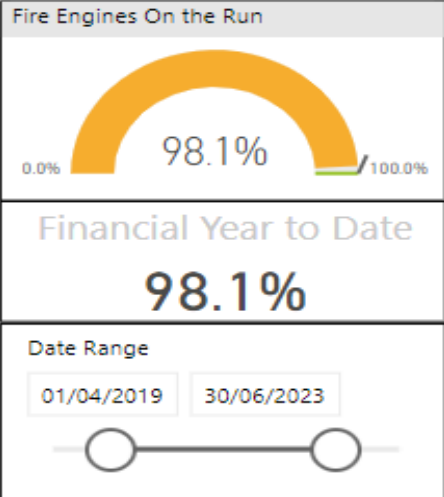 Fire Engines On the Run
98.1%
0.0%
100.0%
Financial Year to Date
98.1%
Date Range
01/04/2019 30/06/2023